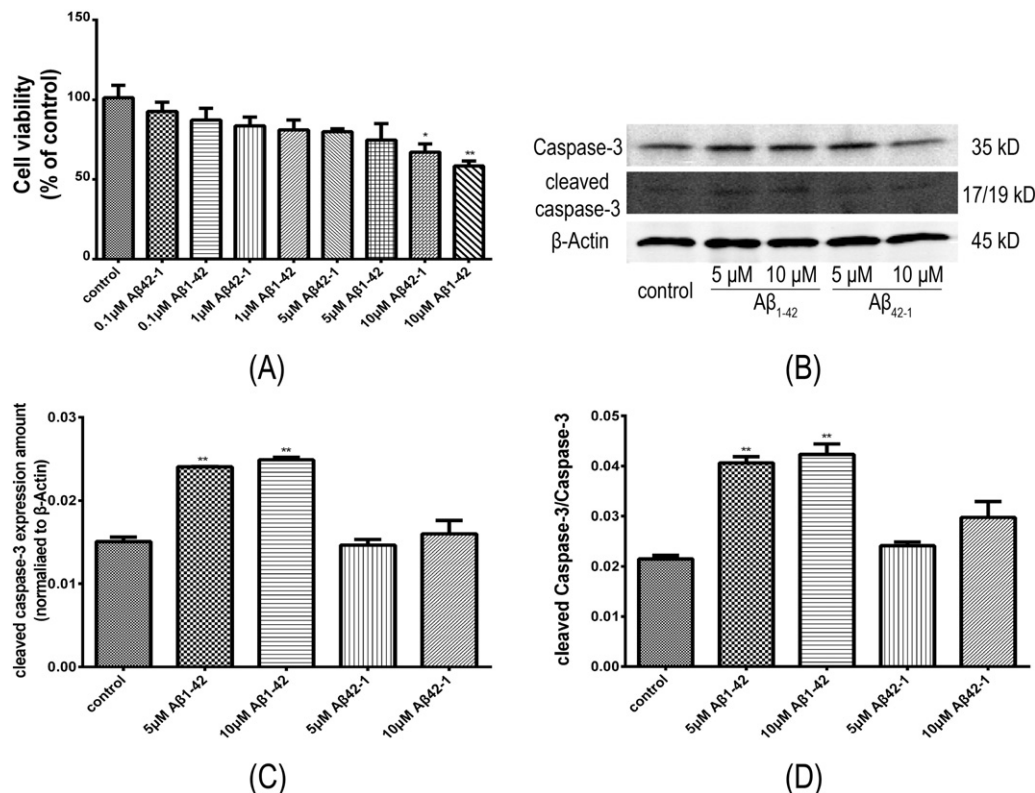 150
100
50
0
Cell viability
(% of control)
*
**
control
0.1μM Aβ42-1
0.1μM Aβ1-42
1μM Aβ42-1
1μM Aβ1-42
5μM Aβ42-1
5μM Aβ1-42
10μM Aβ42-1
10μM Aβ1-42
(A)
Caspase-3
35 kD
cleaved
caspase-3
17/19 kD
β-Actin
45 kD
control
5 μM 10 μM 5 μM 10 μM
Aβ1-42
Aβ42-1
(B)
cleaved caspase-3 expression amount
(normaliaed to β-Actin)
0.03
0.02
0.01
0.00
**
**
control
5μM Aβ1-42
10μM Aβ1-42
5μM Aβ42-1
10μM Aβ42-1
(C)
cleaved Caspase-3/Caspase-3
0.05
0.04
0.03
0.02
0.01
0.00
**
**
control
5μM Aβ1-42
10μM Aβ1-42
5μM Aβ42-1
10μM Aβ42-1
(D)